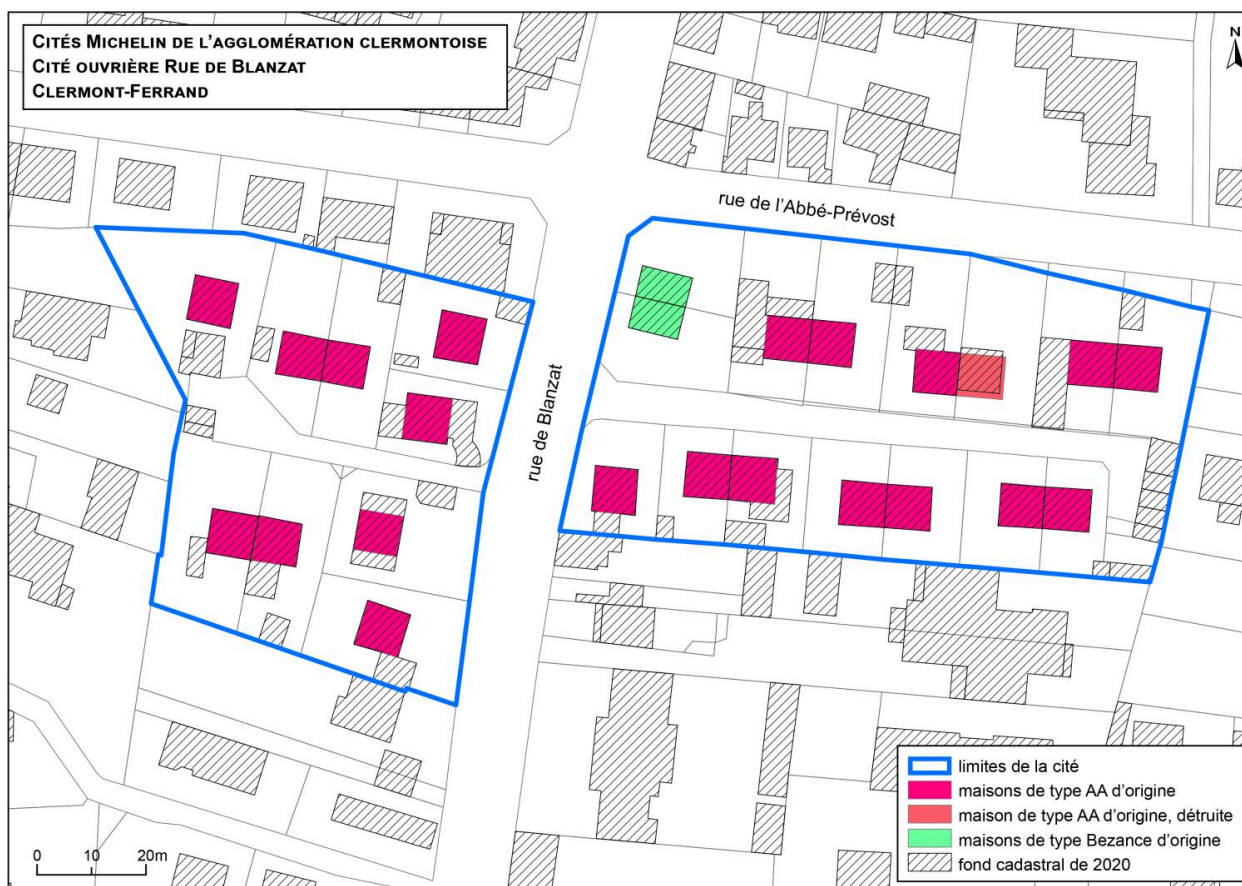 CITÉS MICHELIN DE L'AGGLOMÉRATION CLERMONTOISE
CITÉ OUVRIÈRE RUE DE BLANZAT
CLERMONT-FERRAND
N
rue de l'Abbé-Prévost
rue de Blanzat
limites de la cité
maisons de type AA d'origine
maison de type AA d'origine, détruite
maisons de type Bezance d'origine
fond cadastral de 2020
0 10 20m